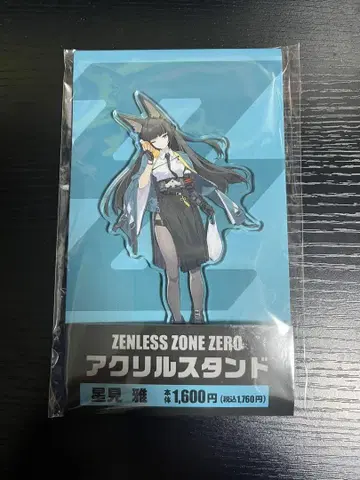 ZENLESS ZONE ZERO
アクリルスタンド
星見 雅 本体 1,600円 (税込1,760円)